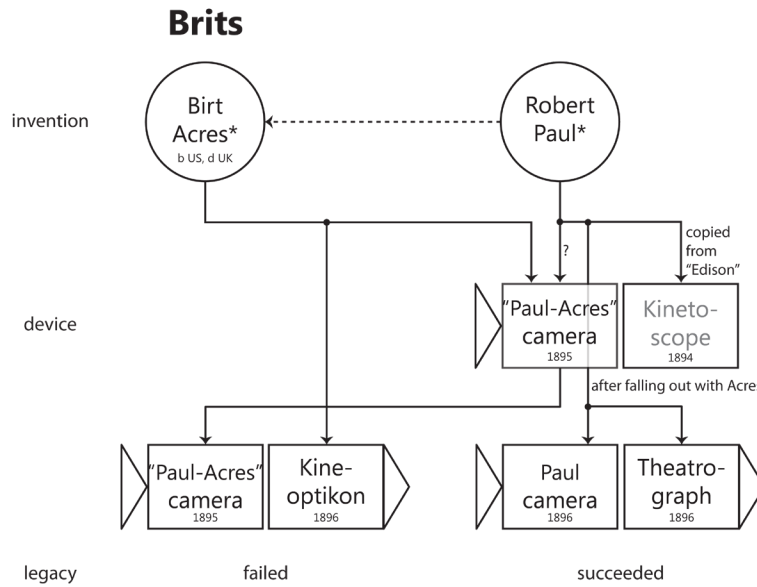 Brits
invention
Birt
Acres*
b US, d UK
Robert
Paul*
?
copied
from
“Edison”
device
“Paul-Acres”
camera
1895
Kineto-
scope
1894
after falling out with Acres
“Paul-Acres”
camera
1895
Kine-
optikon
1896
Paul
camera
1896
Theatro-
graph
1896
legacy
failed
succeeded